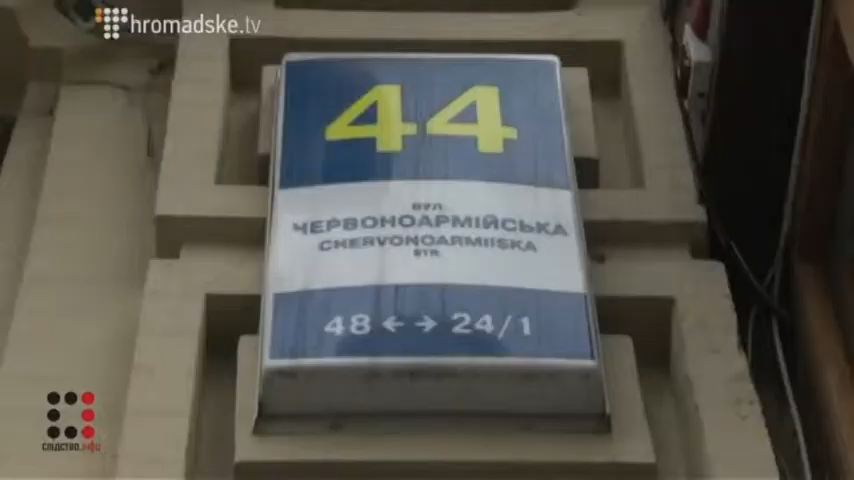 hromadske.tv
44
вул.
ЧЕРВОНОАРМІЙСЬКА
CHERVONOARMIISKA
STR.
48 ← → 24/1
СЛІДСТВО.інфо